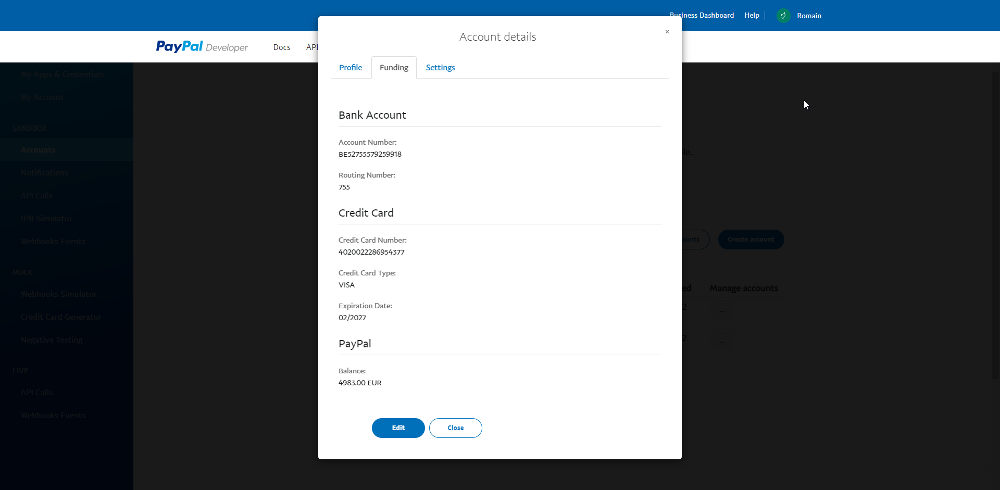 Business Dashboard Help Romain
PayPal Developer Docs API
Account details
×
Profile Funding Settings
Bank Account
Account Number:
BE52755579259918
Routing Number:
755
Credit Card
Credit Card Number:
4020022286954377
Credit Card Type:
VISA
Expiration Date:
02/2027
PayPal
Balance:
4983.00 EUR
Edit Close
My Apps & Credentials
My Account
SANDBOX
Accounts
Notifications
API Calls
IPN Simulator
Webhooks Events
MOCK
Webhooks Simulator
Credit Card Generator
Negative Testing
LIVE
API Calls
Webhooks Events
le.
ounts Create account
ed Manage accounts
2 ...
2 ...